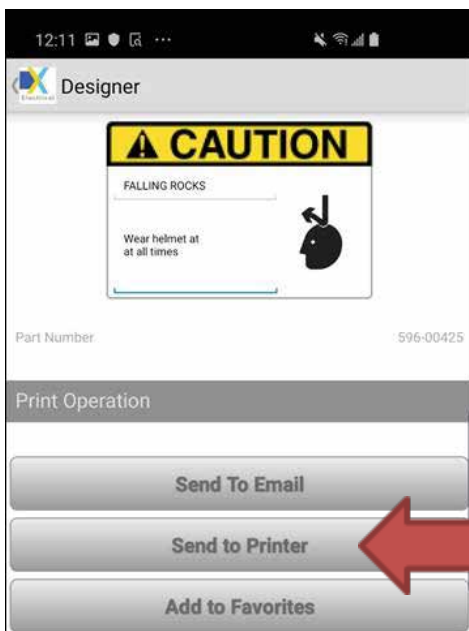 12:11
Designer
CAUTION
FALLING ROCKS
Wear helmet at
at all times
Part Number 596-00425
Print Operation
Send To Email
Send to Printer
Add to Favorites